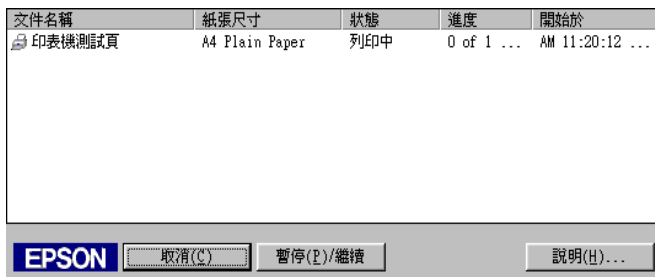 文件名稱 紙張尺寸 狀態 進度 開始於
印表機測試頁 A4 Plain Paper 列印中 0 of 1 ... AM 11:20:12 ...
EPSON 取消(C) 暫停(P)/繼續 說明(H)...